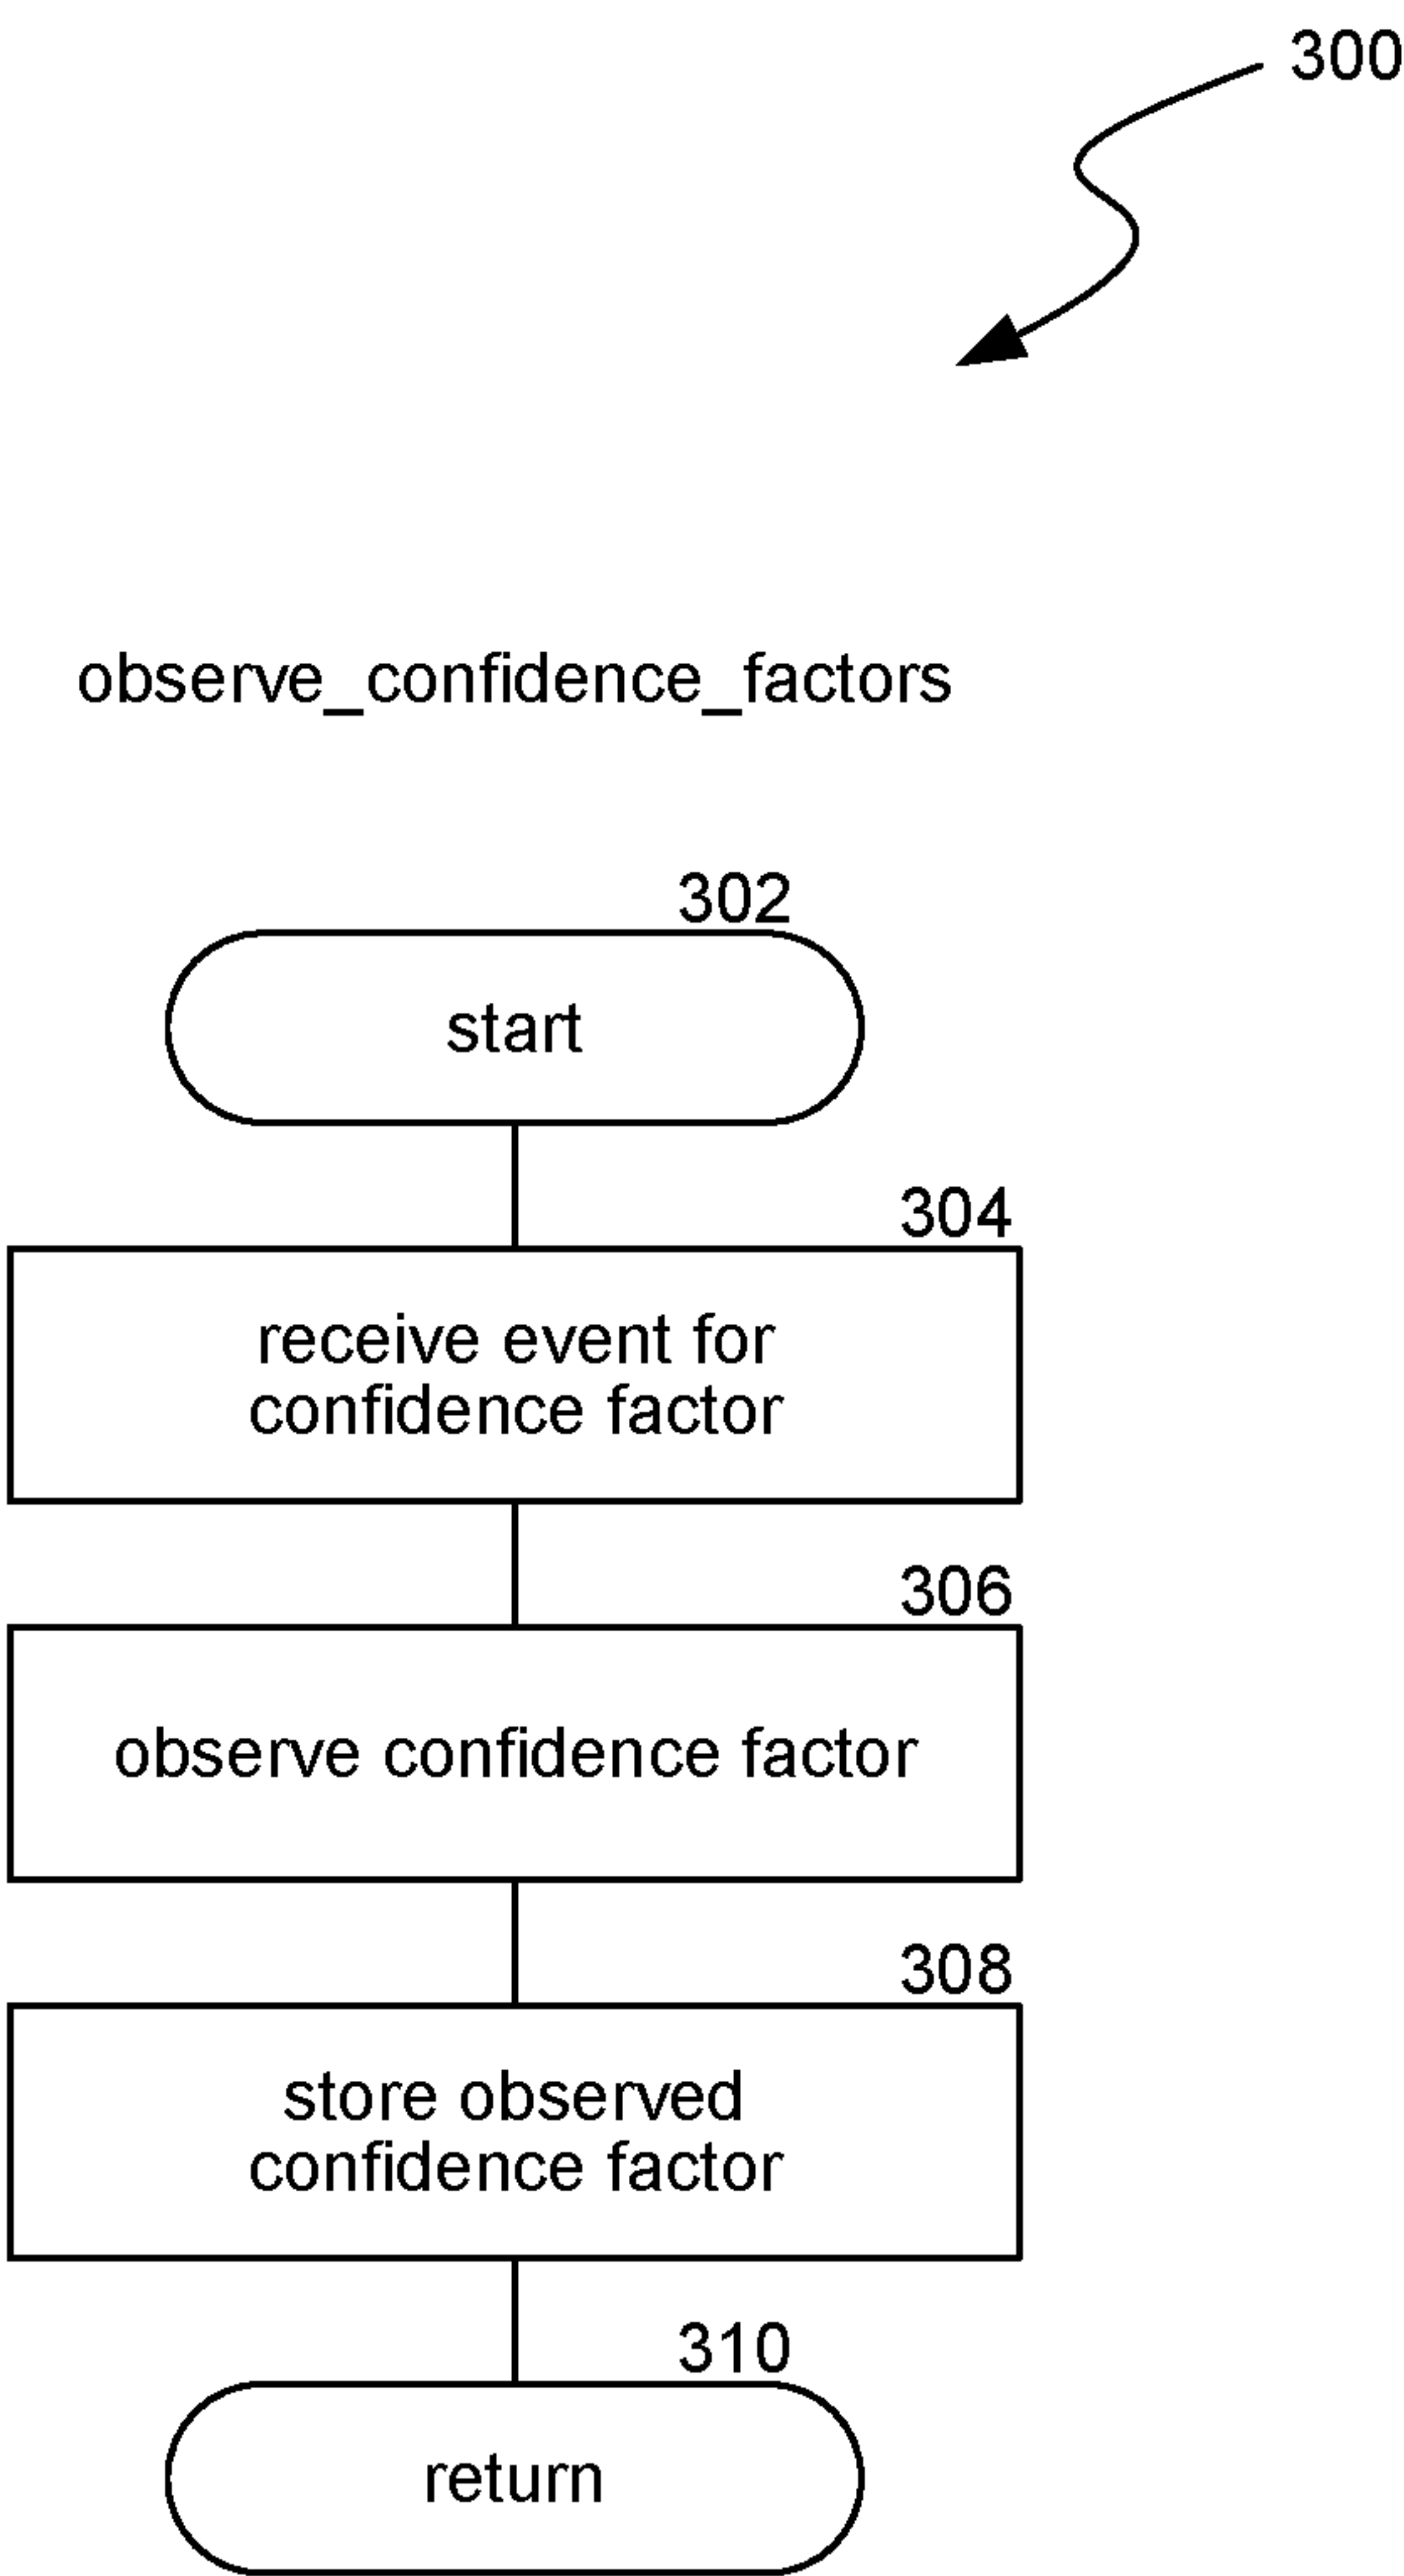 300
observe_confidence_factors
302
start
304
receive event for
confidence factor
306
observe confidence factor
308
store observed
confidence factor
310
return